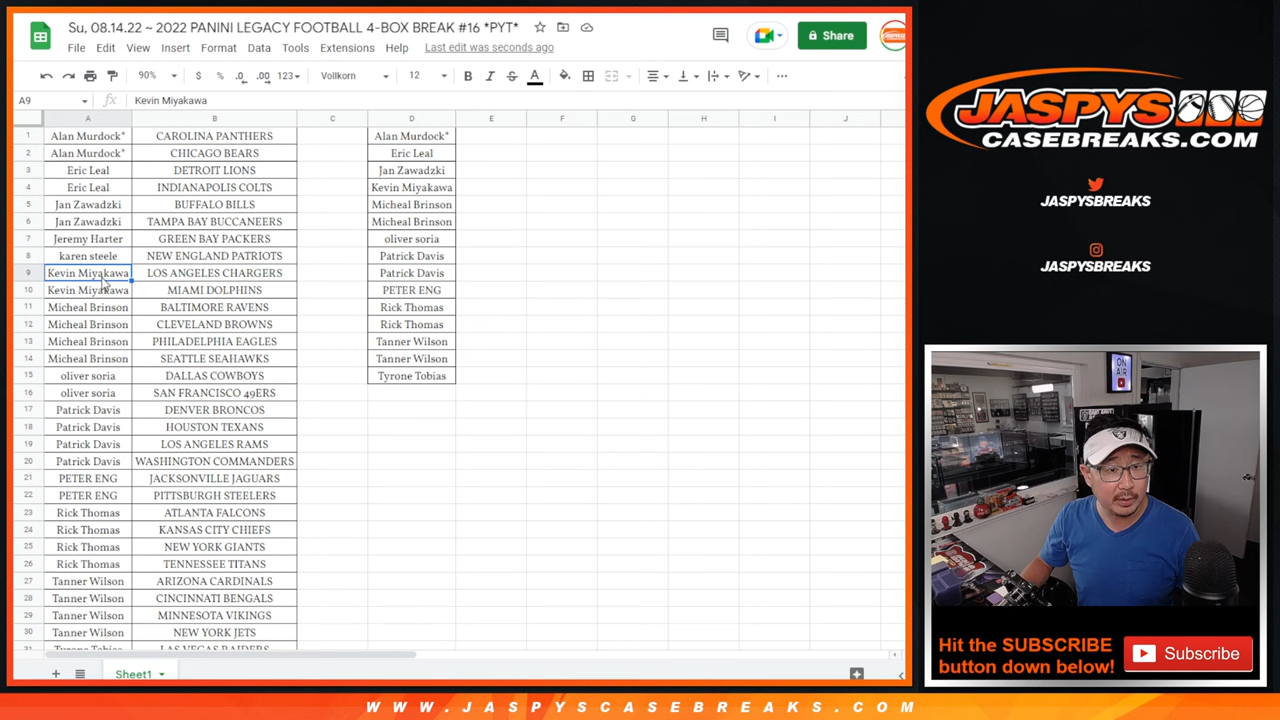 Su, 08.14.22 ~ 2022 PANINI LEGACY FOOTBALL 4-BOX BREAK #16 *PYT*
File Edit View Insert Format Data Tools Extensions Help Last edit was seconds ago
Share
90% $ % .0 .00 123 Vollkorn 12 B I S A
A9 fx Kevin Miyakawa
A B C D E F G H I J
1 Alan Murdock* CAROLINA PANTHERS Alan Murdock*
2 Alan Murdock* CHICAGO BEARS Eric Leal
3 Eric Leal DETROIT LIONS Jan Zawadzki
4 Eric Leal INDIANAPOLIS COLTS Kevin Miyakawa
5 Jan Zawadzki BUFFALO BILLS Micheal Brinson
6 Jan Zawadzki TAMPA BAY BUCCANEERS Micheal Brinson
7 Jeremy Harter GREEN BAY PACKERS oliver soria
8 karen steele NEW ENGLAND PATRIOTS Patrick Davis
9 Kevin Miyakawa LOS ANGELES CHARGERS Patrick Davis
10 Kevin Miyakawa MIAMI DOLPHINS PETER ENG
11 Micheal Brinson BALTIMORE RAVENS Rick Thomas
12 Micheal Brinson CLEVELAND BROWNS Rick Thomas
13 Micheal Brinson PHILADELPHIA EAGLES Tanner Wilson
14 Micheal Brinson SEATTLE SEAHAWKS Tanner Wilson
15 oliver soria DALLAS COWBOYS Tyrone Tobias
16 oliver soria SAN FRANCISCO 49ERS
17 Patrick Davis DENVER BRONCOS
18 Patrick Davis HOUSTON TEXANS
19 Patrick Davis LOS ANGELES RAMS
20 Patrick Davis WASHINGTON COMMANDERS
21 PETER ENG JACKSONVILLE JAGUARS
22 PETER ENG PITTSBURGH STEELERS
23 Rick Thomas ATLANTA FALCONS
24 Rick Thomas KANSAS CITY CHIEFS
25 Rick Thomas NEW YORK GIANTS
26 Rick Thomas TENNESSEE TITANS
27 Tanner Wilson ARIZONA CARDINALS
28 Tanner Wilson CINCINNATI BENGALS
29 Tanner Wilson MINNESOTA VIKINGS
30 Tanner Wilson NEW YORK JETS
31 Tyrone Tobias LAS VEGAS RAIDERS
Sheet1
JASPYS
CASEBREAKS.COM
JASPYSBREAKS
JASPYSBREAKS
ON AIR
Hit the SUBSCRIBE
button down below!
Subscribe
WWW.JASPYSCASEBREAKS.COM